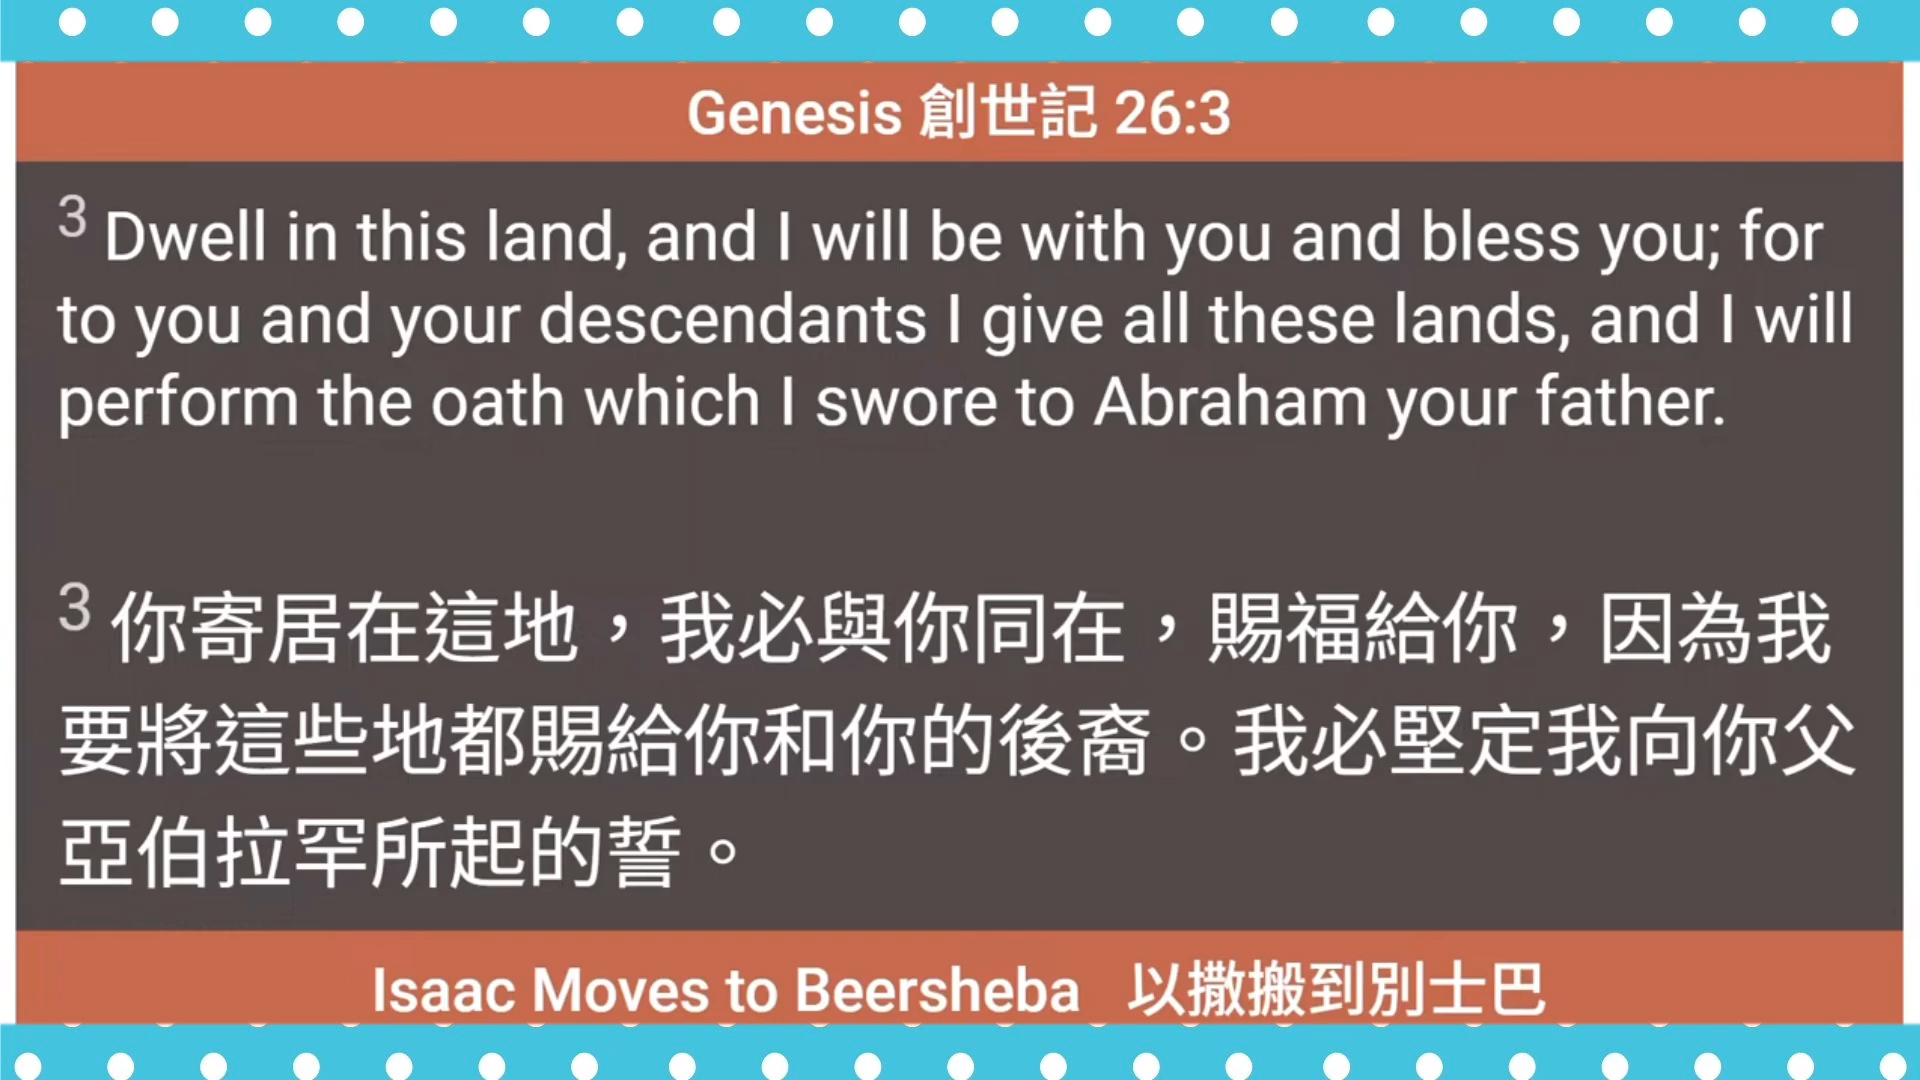 Genesis 創世記 26:3
3 Dwell in this land, and I will be with you and bless you; for
to you and your descendants I give all these lands, and I will
perform the oath which I swore to Abraham your father.
3 你寄居在這地，我必與你同在，賜福給你，因為我
要將這些地都賜給你和你的後裔。我必堅定我向你父
亞伯拉罕所起的誓。
Isaac Moves to Beersheba 以撒搬到別士巴